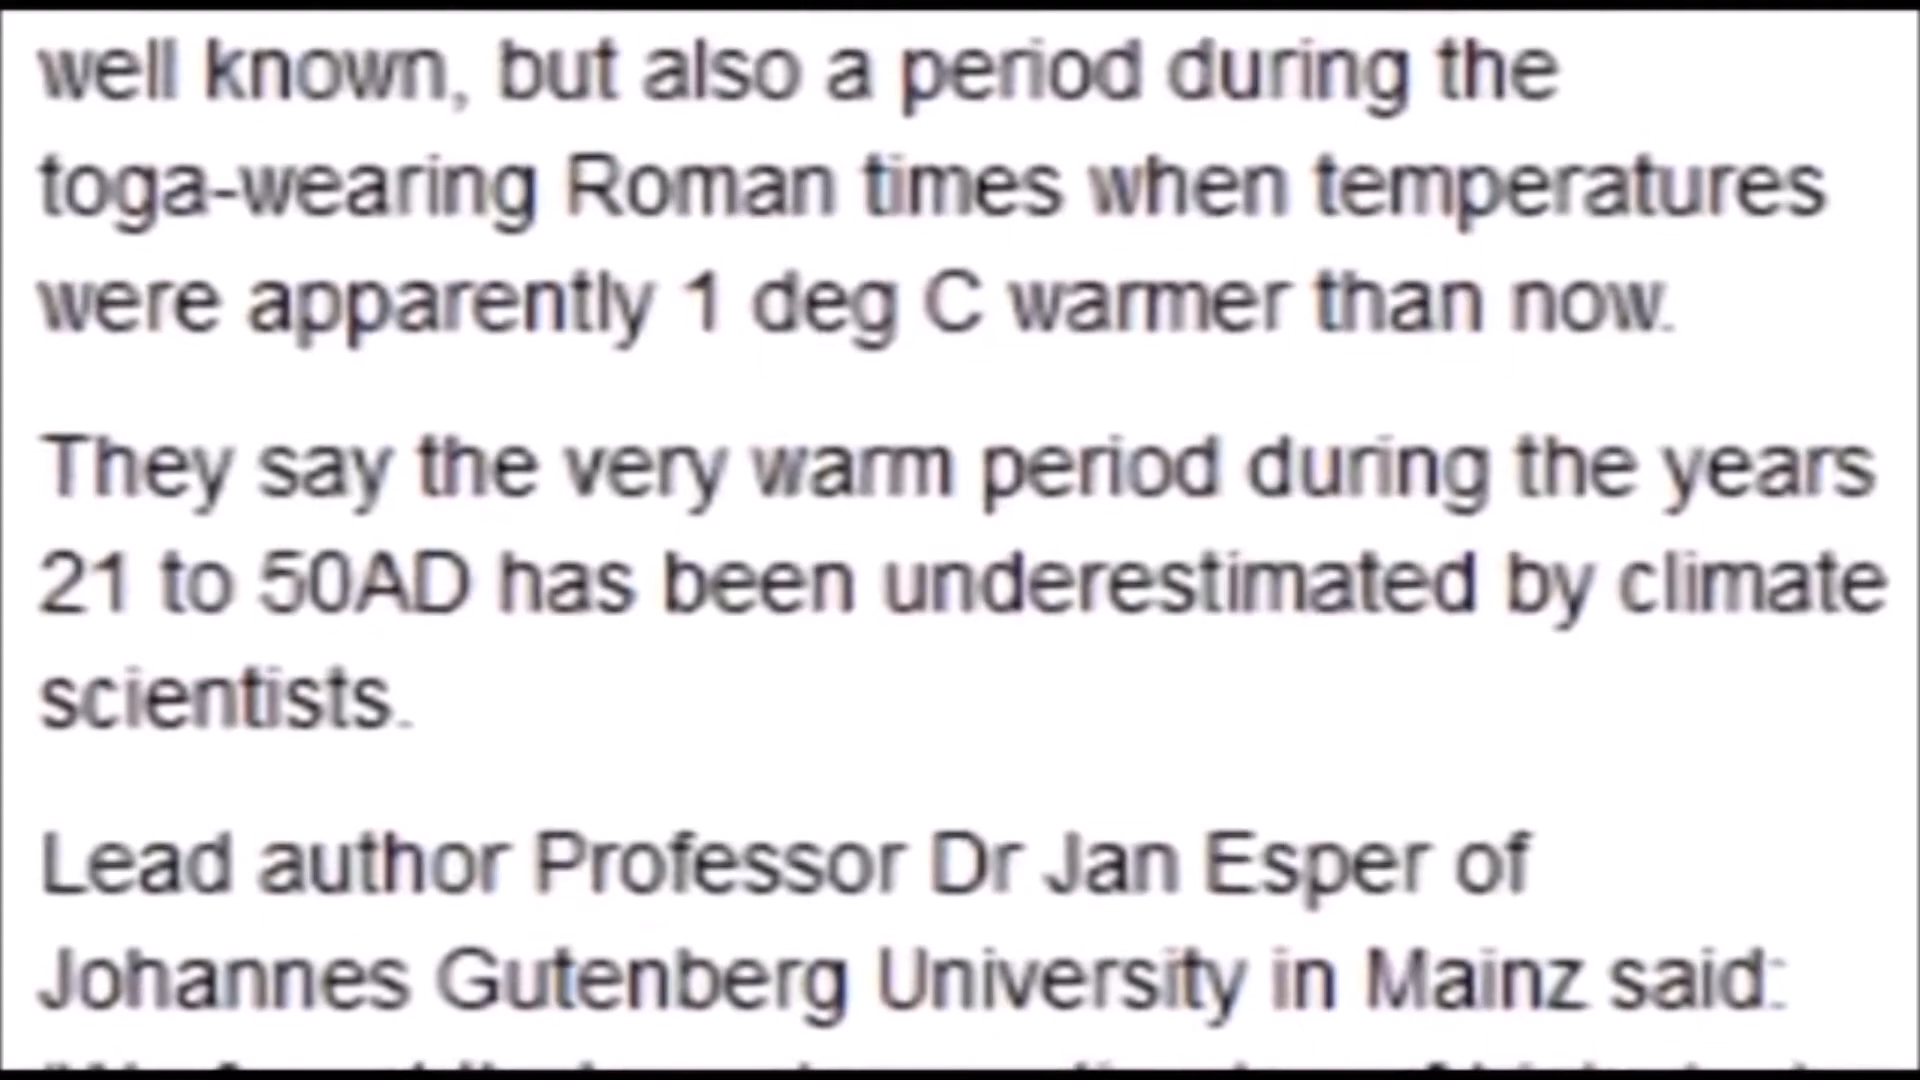 well known, but also a period during the
toga-wearing Roman times when temperatures
were apparently 1 deg C warmer than now.
They say the very warm period during the years
21 to 50AD has been underestimated by climate
scientists.
Lead author Professor Dr Jan Esper of
Johannes Gutenberg University in Mainz said: